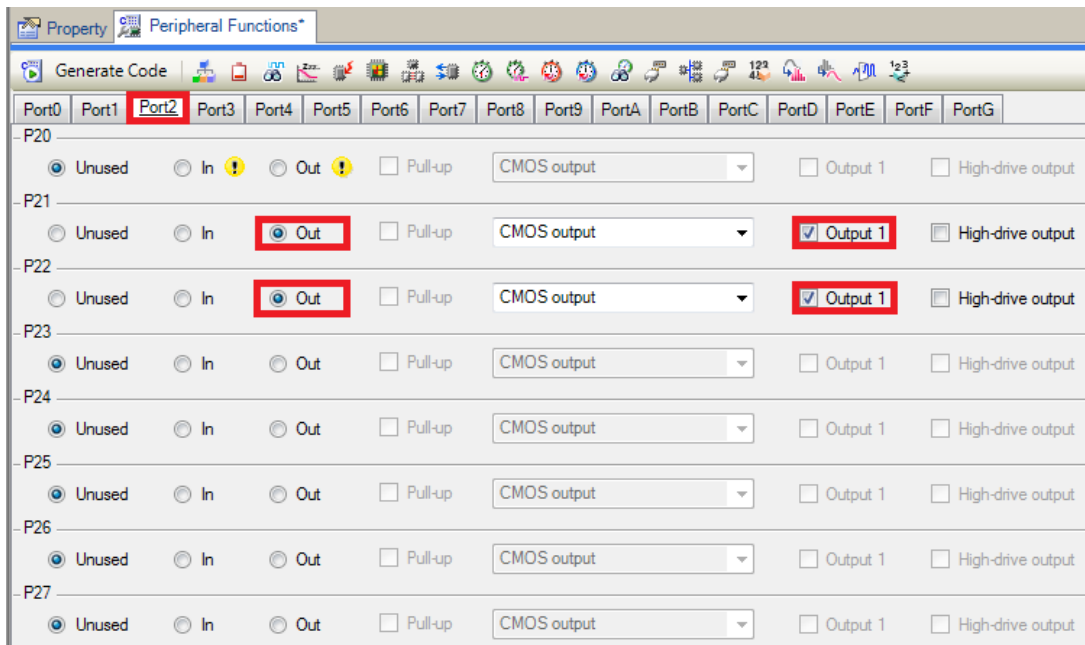 Property Peripheral Functions*
Generate Code
Port0 Port1 Port2 Port3 Port4 Port5 Port6 Port7 Port8 Port9 PortA PortB PortC PortD PortE PortF PortG
P20
Unused In Out Pull-up CMOS output Output 1 High-drive output
P21
Unused In Out Pull-up CMOS output Output 1 High-drive output
P22
Unused In Out Pull-up CMOS output Output 1 High-drive output
P23
Unused In Out Pull-up CMOS output Output 1 High-drive output
P24
Unused In Out Pull-up CMOS output Output 1 High-drive output
P25
Unused In Out Pull-up CMOS output Output 1 High-drive output
P26
Unused In Out Pull-up CMOS output Output 1 High-drive output
P27
Unused In Out Pull-up CMOS output Output 1 High-drive output